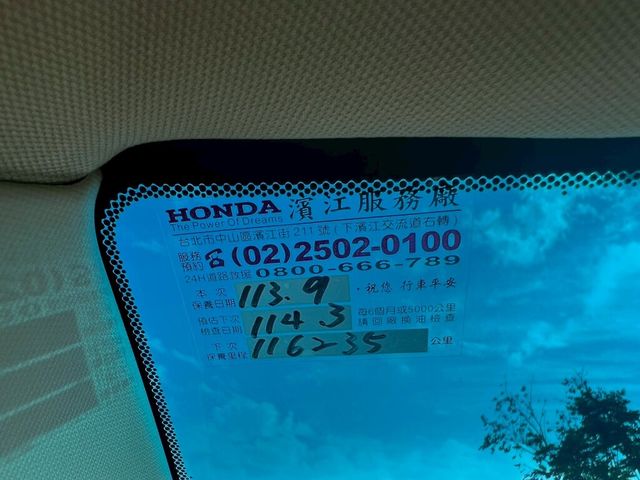 HONDA 濱江服務廠
The Power Of Dreams
台北市中山區濱江街211號(下濱江交流道右轉)
服務預約 ☎ (02)2502-0100
24H道路救援 0800-666-789
本次保養日期 113.9 ・祝您 行車平安
預估下次檢查日期 114.3 每6個月或5000公里請回廠換油檢查
下次保養里程 116235 公里